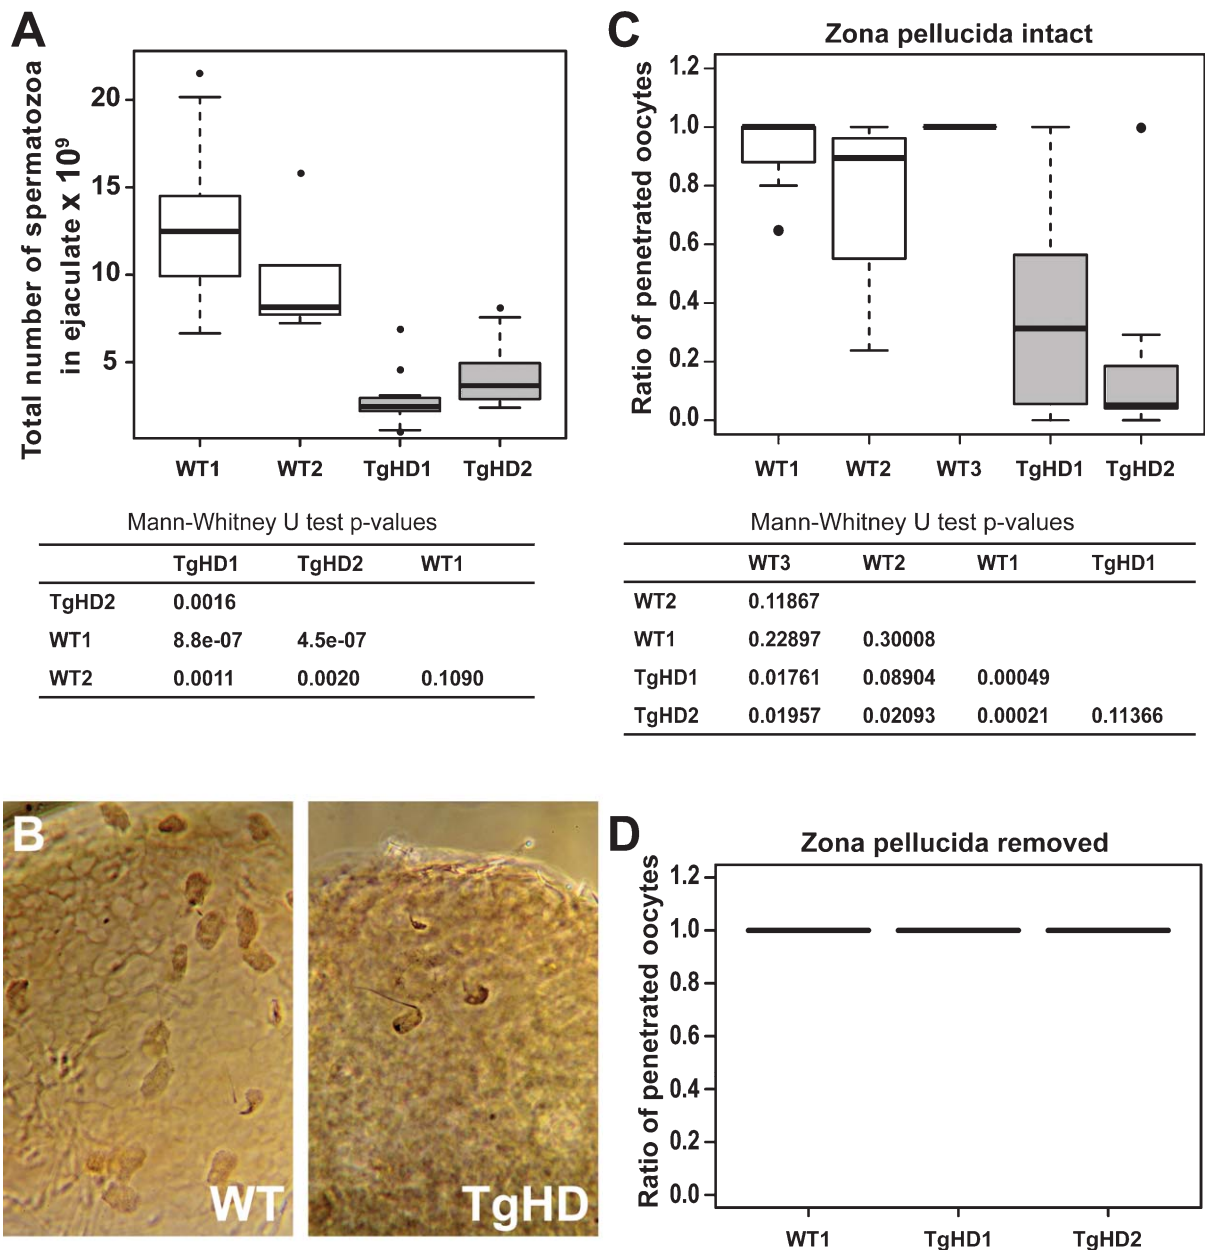 A
Total number of spermatozoa
in ejaculate x 10⁹
20
15
10
5
WT1 WT2 TgHD1 TgHD2
Mann-Whitney U test p-values
TgHD1 TgHD2 WT1
TgHD2 0.0016
WT1 8.8e-07 4.5e-07
WT2 0.0011 0.0020 0.1090
C
Zona pellucida intact
Ratio of penetrated oocytes
1.2
1.0
0.8
0.6
0.4
0.2
0.0
WT1 WT2 WT3 TgHD1 TgHD2
Mann-Whitney U test p-values
WT3 WT2 WT1 TgHD1
WT2 0.11867
WT1 0.22897 0.30008
TgHD1 0.01761 0.08904 0.00049
TgHD2 0.01957 0.02093 0.00021 0.11366
B
WT
TgHD
D
Zona pellucida removed
Ratio of penetrated oocytes
1.2
1.0
0.8
0.6
0.4
0.2
0.0
WT1 TgHD1 TgHD2